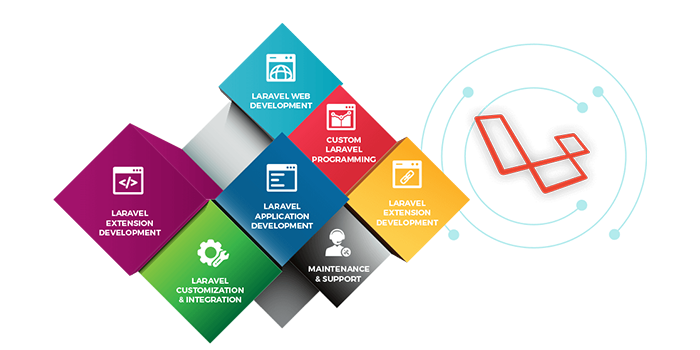 LARAVEL WEB
DEVELOPMENT
CUSTOM
LARAVEL
PROGRAMMING
LARAVEL
EXTENSION
DEVELOPMENT
LARAVEL
APPLICATION
DEVELOPMENT
LARAVEL
EXTENSION
DEVELOPMENT
LARAVEL
CUSTOMIZATION
& INTEGRATION
MAINTENANCE
& SUPPORT